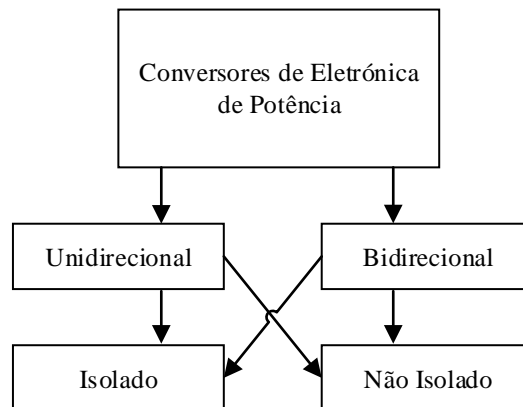 Conversores de Eletrónica
de Potência
Unidirecional
Bidirecional
Isolado
Não Isolado